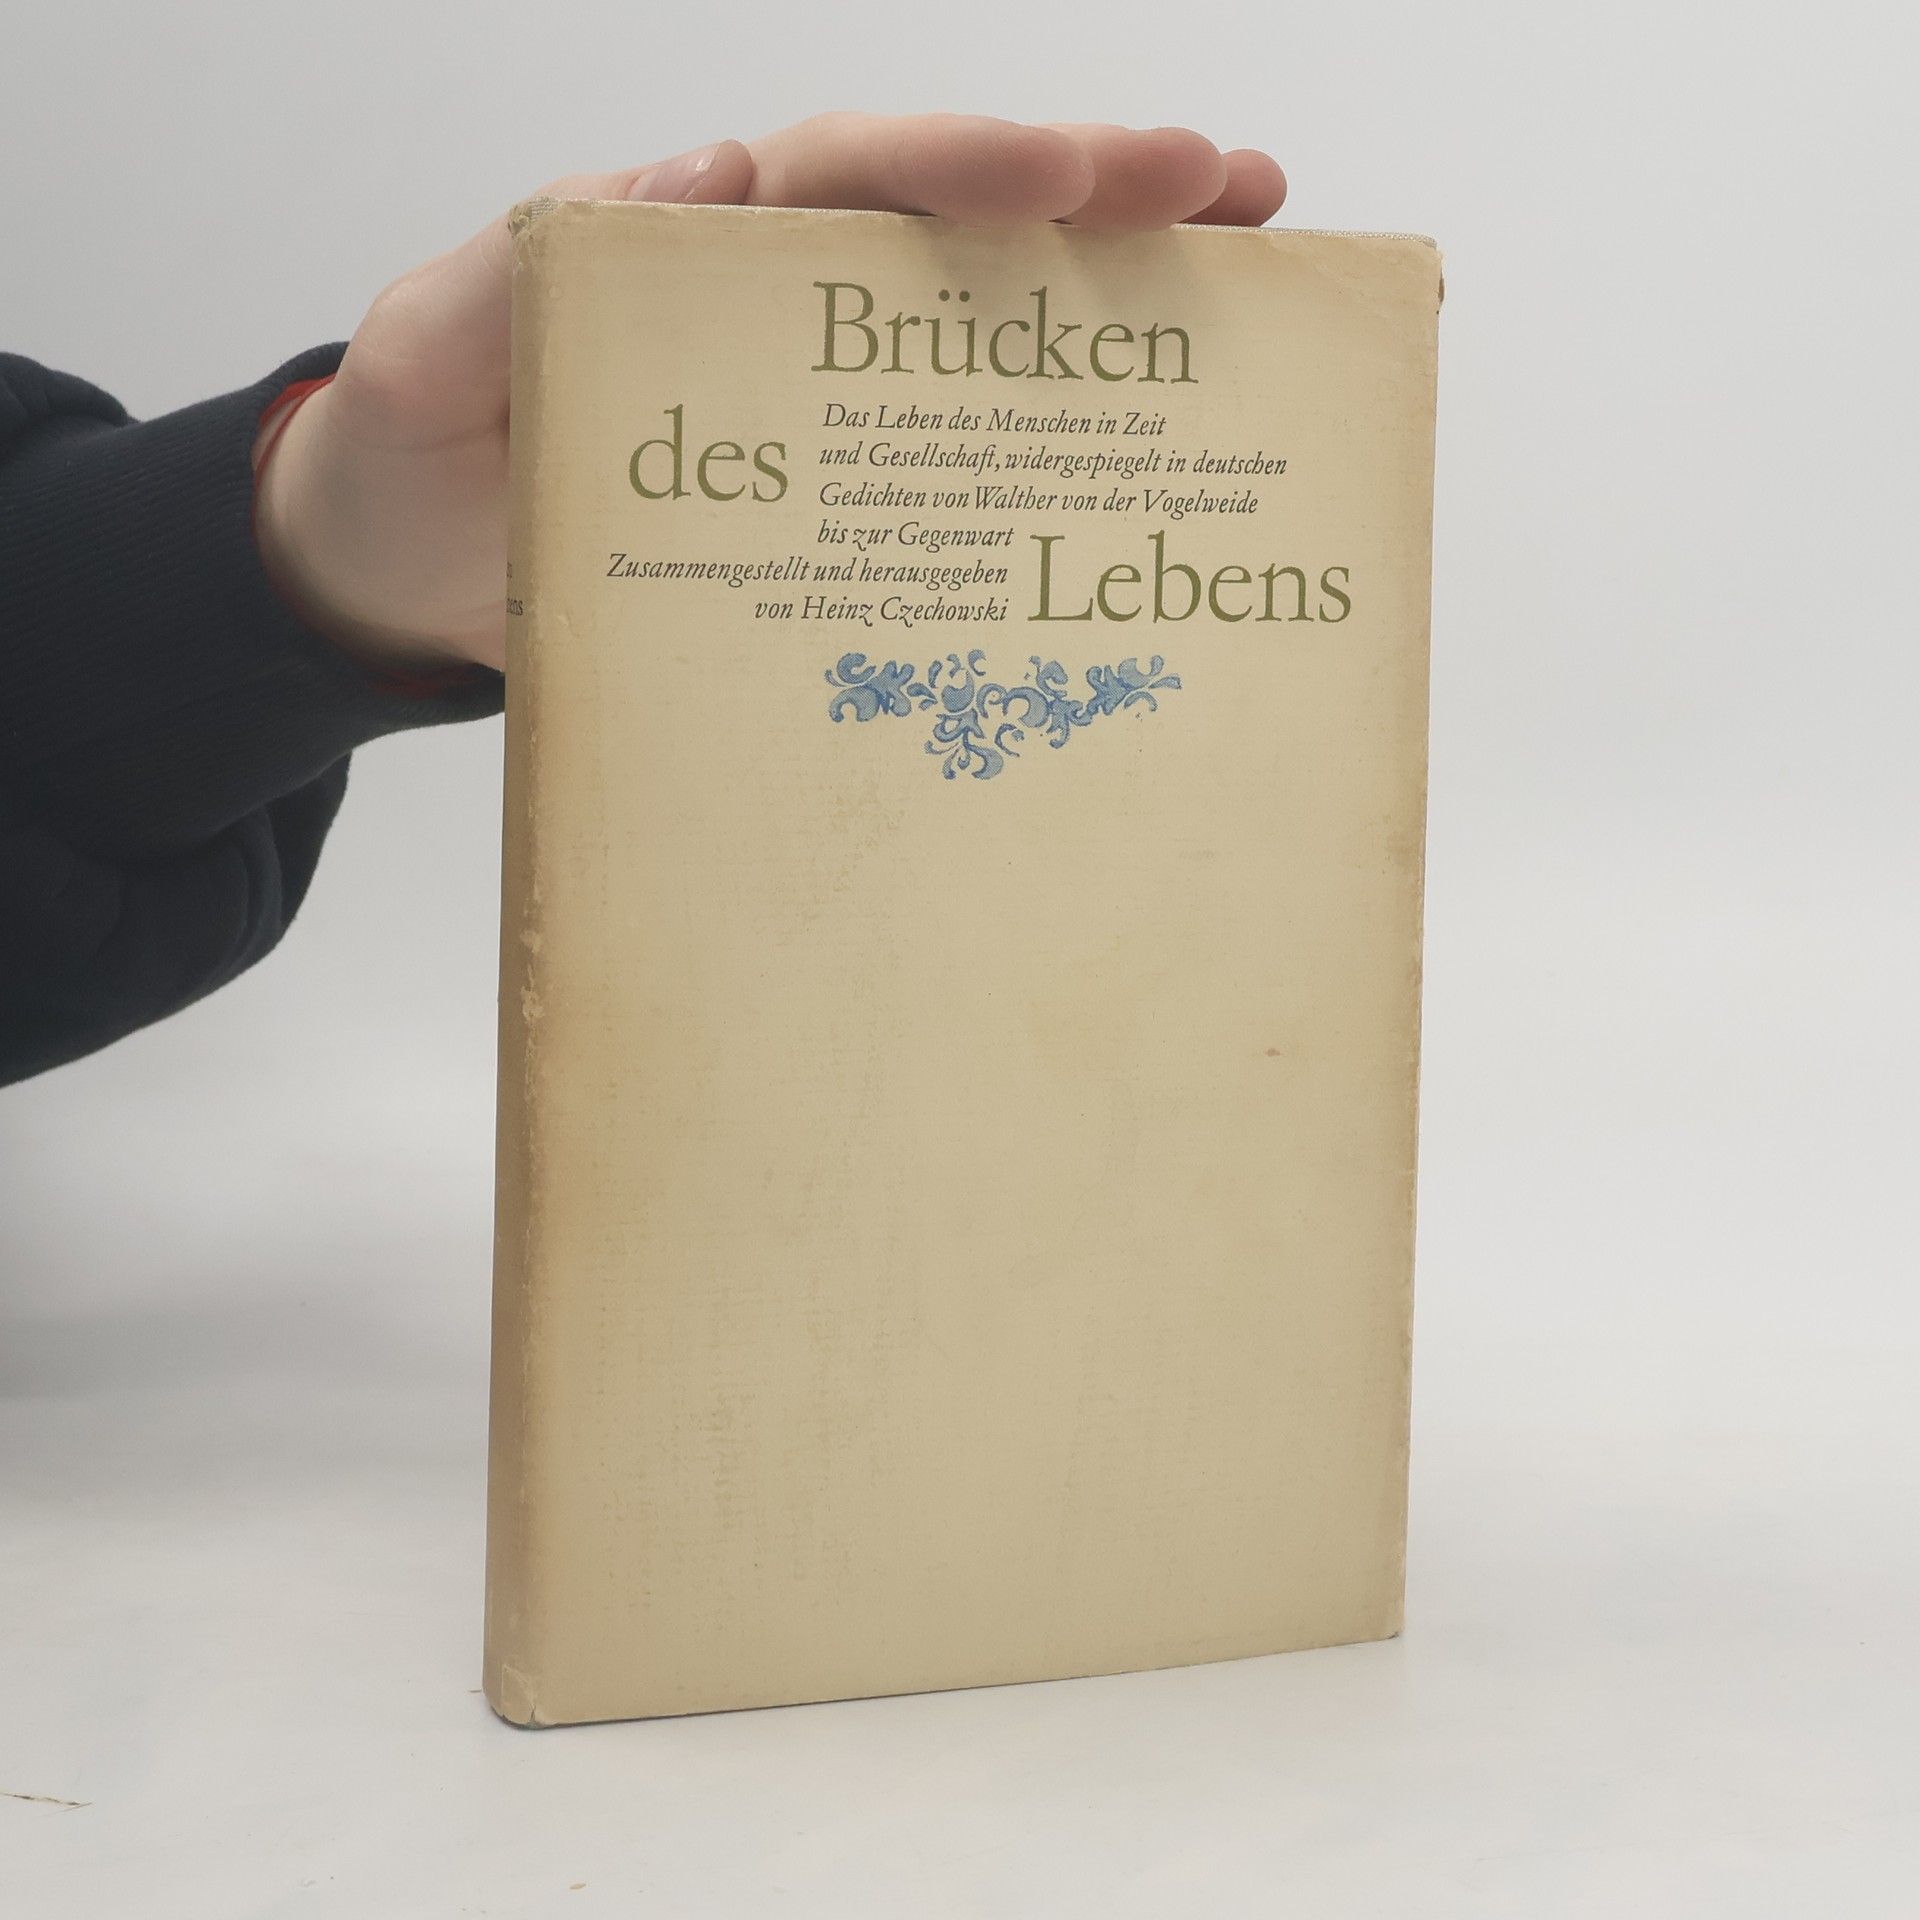 Brücken
des
Das Leben des Menschen in Zeit
und Gesellschaft, widergespiegelt in deutschen
Gedichten von Walther von der Vogelweide
bis zur Gegenwart
Zusammengestellt und herausgegeben
von Heinz Czechowski
Lebens